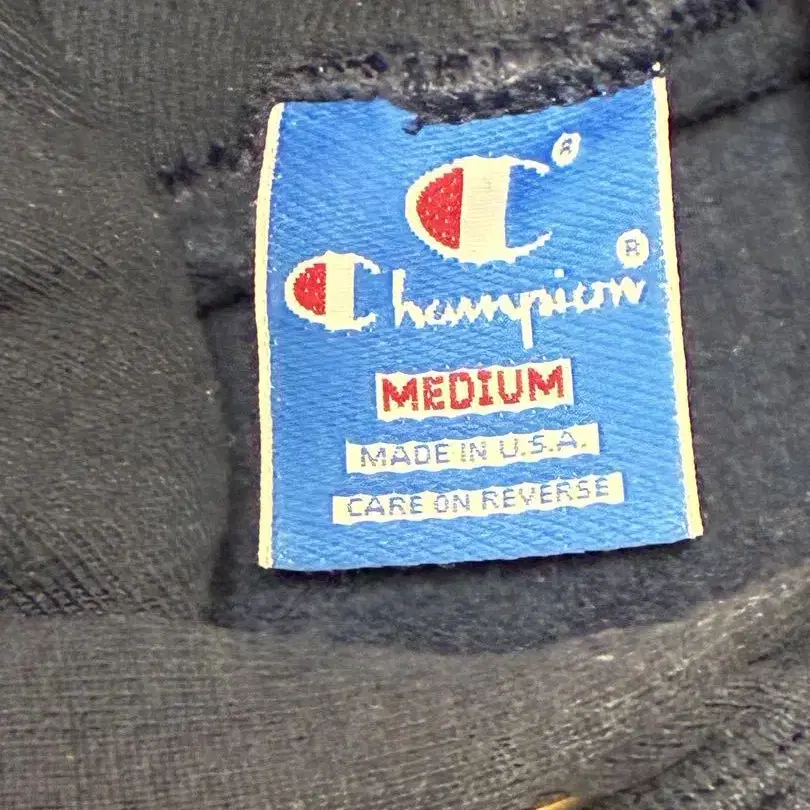 C®
Champion®
MEDIUM
MADE IN U.S.A.
CARE ON REVERSE